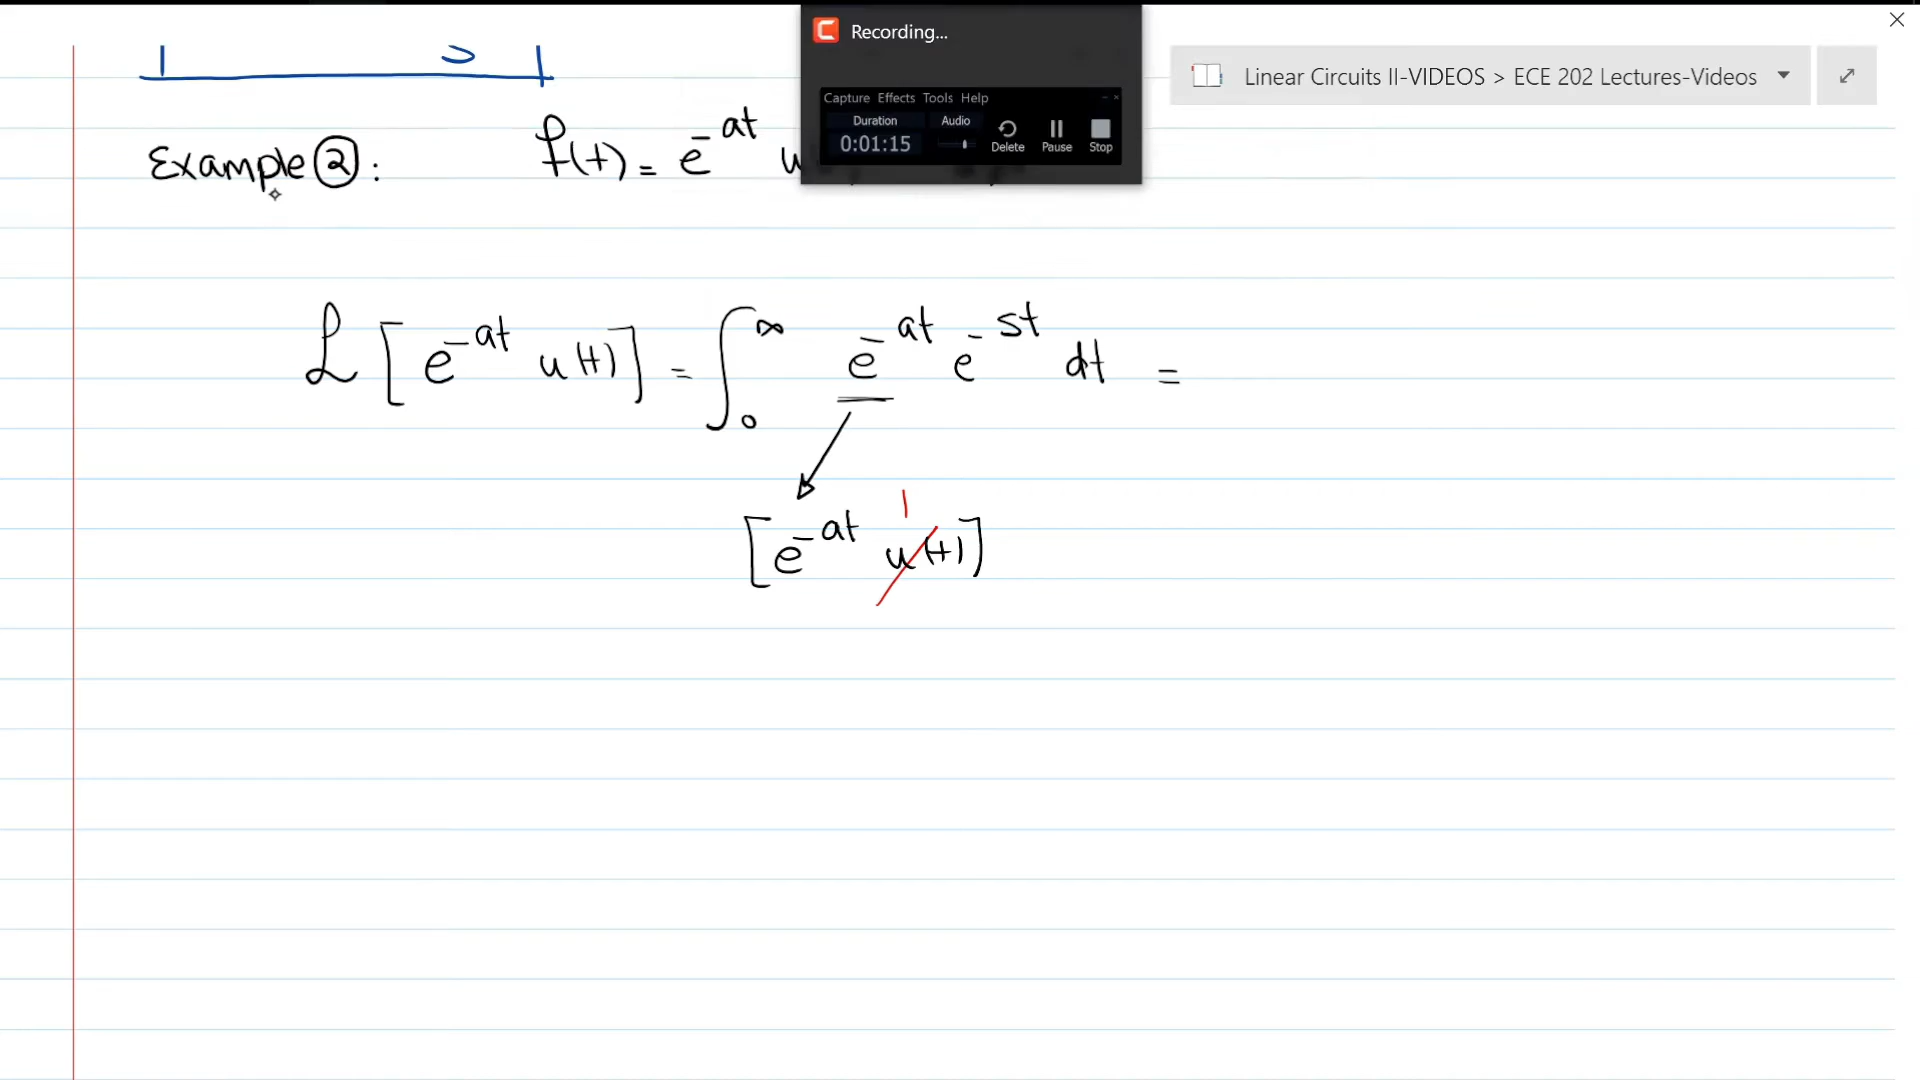 Recording...
Capture Effects Tools Help
Duration Audio
0:01:15 Delete Pause Stop
Linear Circuits II-VIDEOS > ECE 202 Lectures-Videos
Example ②: f(t) = e^-at u
ℒ [e^-at u(t)] = ∫_0^∞ e^-at e^-st dt =
1
[e^-at u(t)]